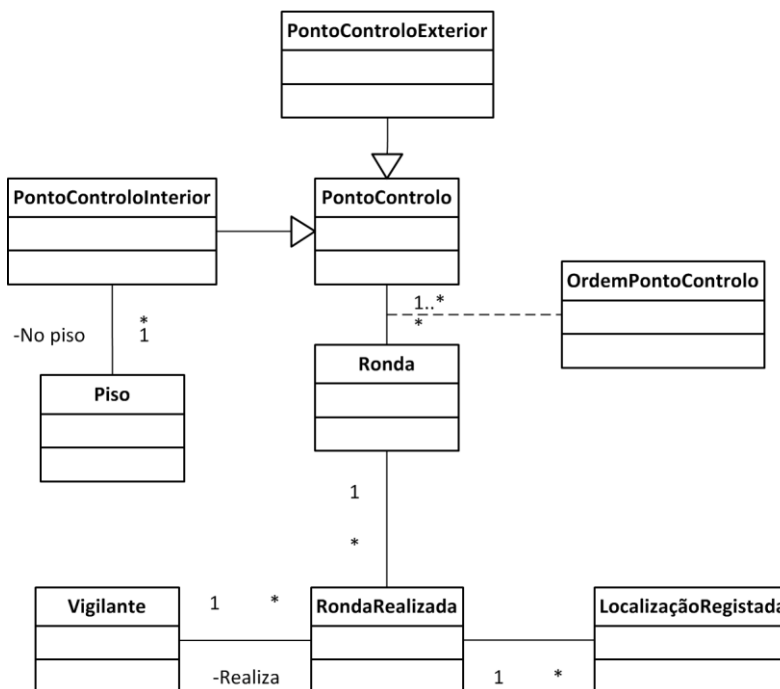 PontoControloExterior
PontoControloInterior
PontoControlo
OrdemPontoControlo
1..*
*
-No piso
*
1
Ronda
Piso
1
*
Vigilante
1
*
RondaRealizada
LocalizaçãoRegistada
-Realiza
1
*